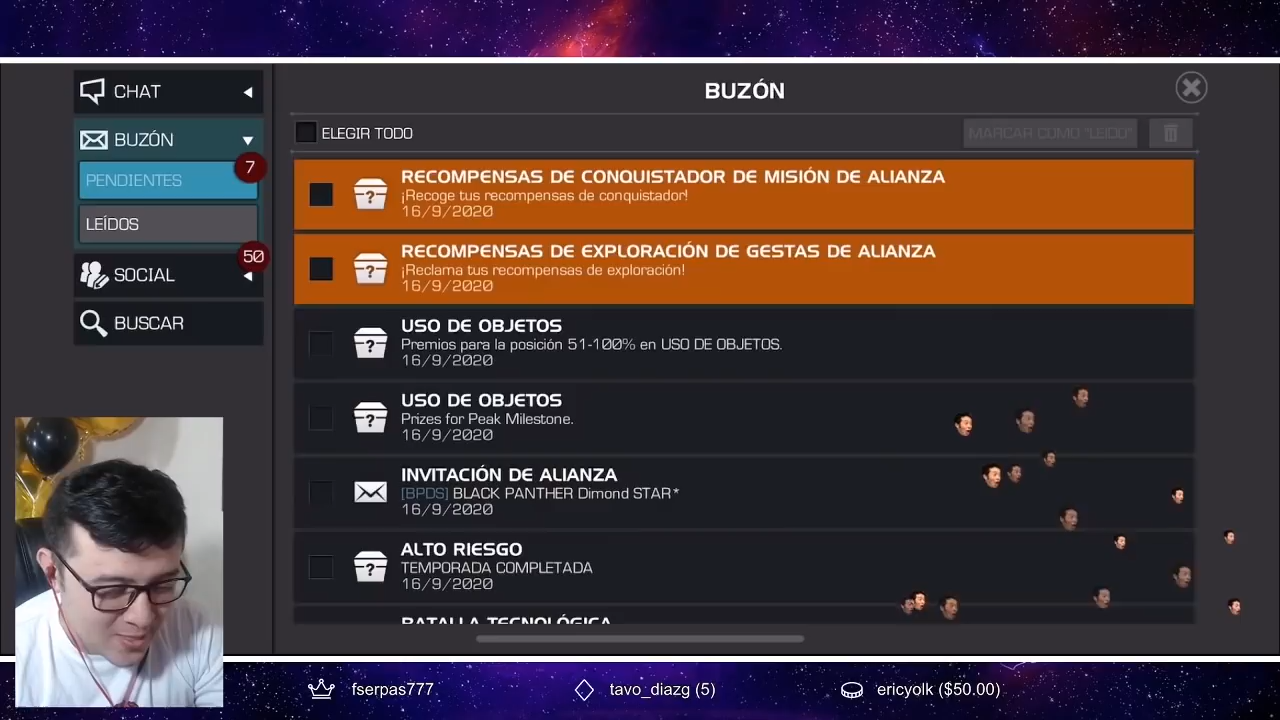 CHAT
BUZÓN
7
PENDIENTES
LEÍDOS
50
SOCIAL
BUSCAR
BUZÓN
ELEGIR TODO
MARCAR COMO "LEÍDO"
RECOMPENSAS DE CONQUISTADOR DE MISIÓN DE ALIANZA
¡Recoge tus recompensas de conquistador!
16/9/2020
RECOMPENSAS DE EXPLORACIÓN DE GESTAS DE ALIANZA
¡Reclama tus recompensas de exploración!
16/9/2020
USO DE OBJETOS
Premios para la posición 51-100% en USO DE OBJETOS.
16/9/2020
USO DE OBJETOS
Prizes for Peak Milestone.
16/9/2020
INVITACIÓN DE ALIANZA
[BPDS] BLACK PANTHER Dimond STAR*
16/9/2020
ALTO RIESGO
TEMPORADA COMPLETADA
16/9/2020
BATALLA TECNOLÓGICA
fserpas777
tavo_diazg (5)
ericyolk ($50.00)